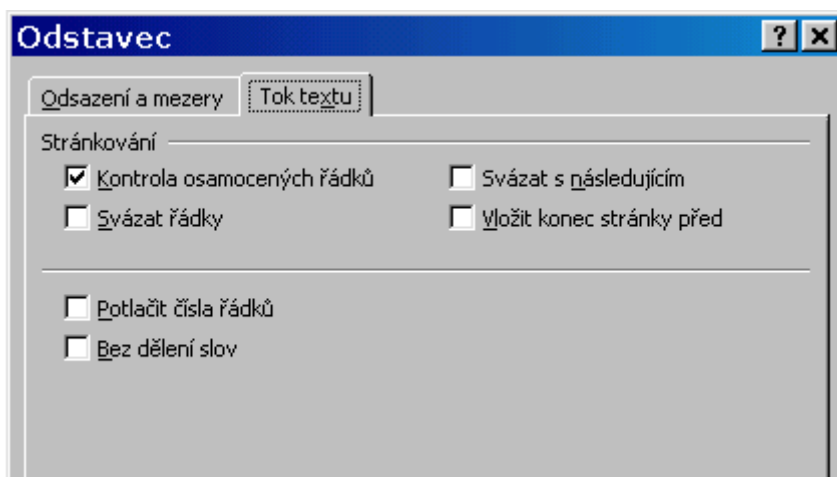 Odstavec
Odsazení a mezery Tok textu
Stránkování
Kontrola osamocených řádků Svázat s následujícím
Svázat řádky Vložit konec stránky před
Potlačit čísla řádků
Bez dělení slov